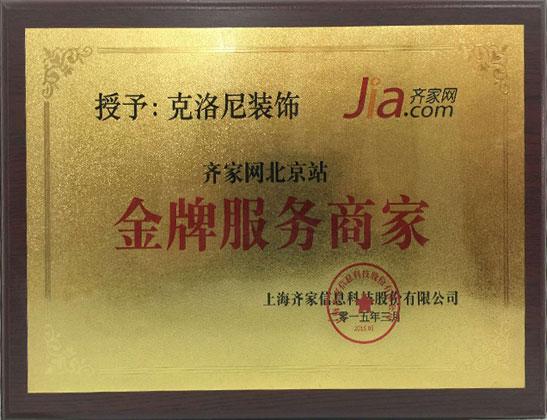 授予:克洛尼装饰
Jia 齐家网
.com
齐家网北京站
金牌服务商家
上海齐家信息科技股份有限公司
零一五年三月